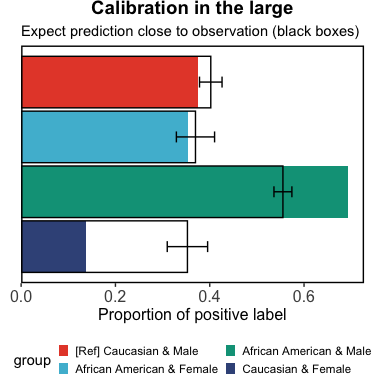 Calibration in the large
Expect prediction close to observation (black boxes)
0.0 0.2 0.4 0.6
Proportion of positive label
group
[Ref] Caucasian & Male
African American & Male
African American & Female
Caucasian & Female